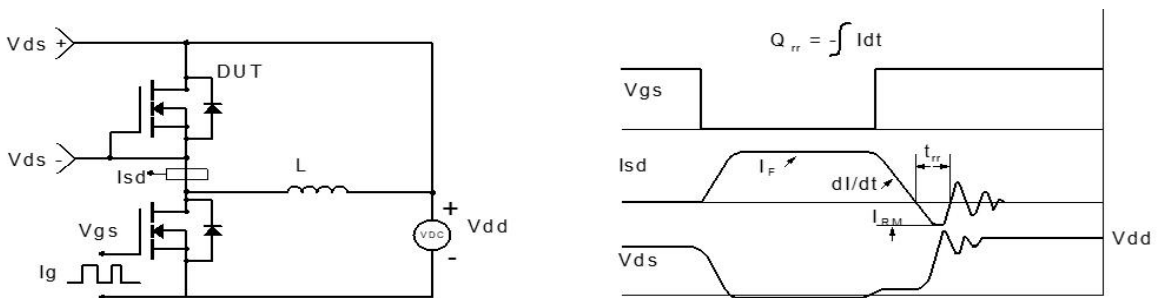 Vds +
DUT
Vds -
Isd
L
Vgs
Ig
+
VDC
-
Vdd
Q rr = - ∫ Idt
Vgs
Isd
I F
dI/dt
t rr
I RM
Vds
Vdd